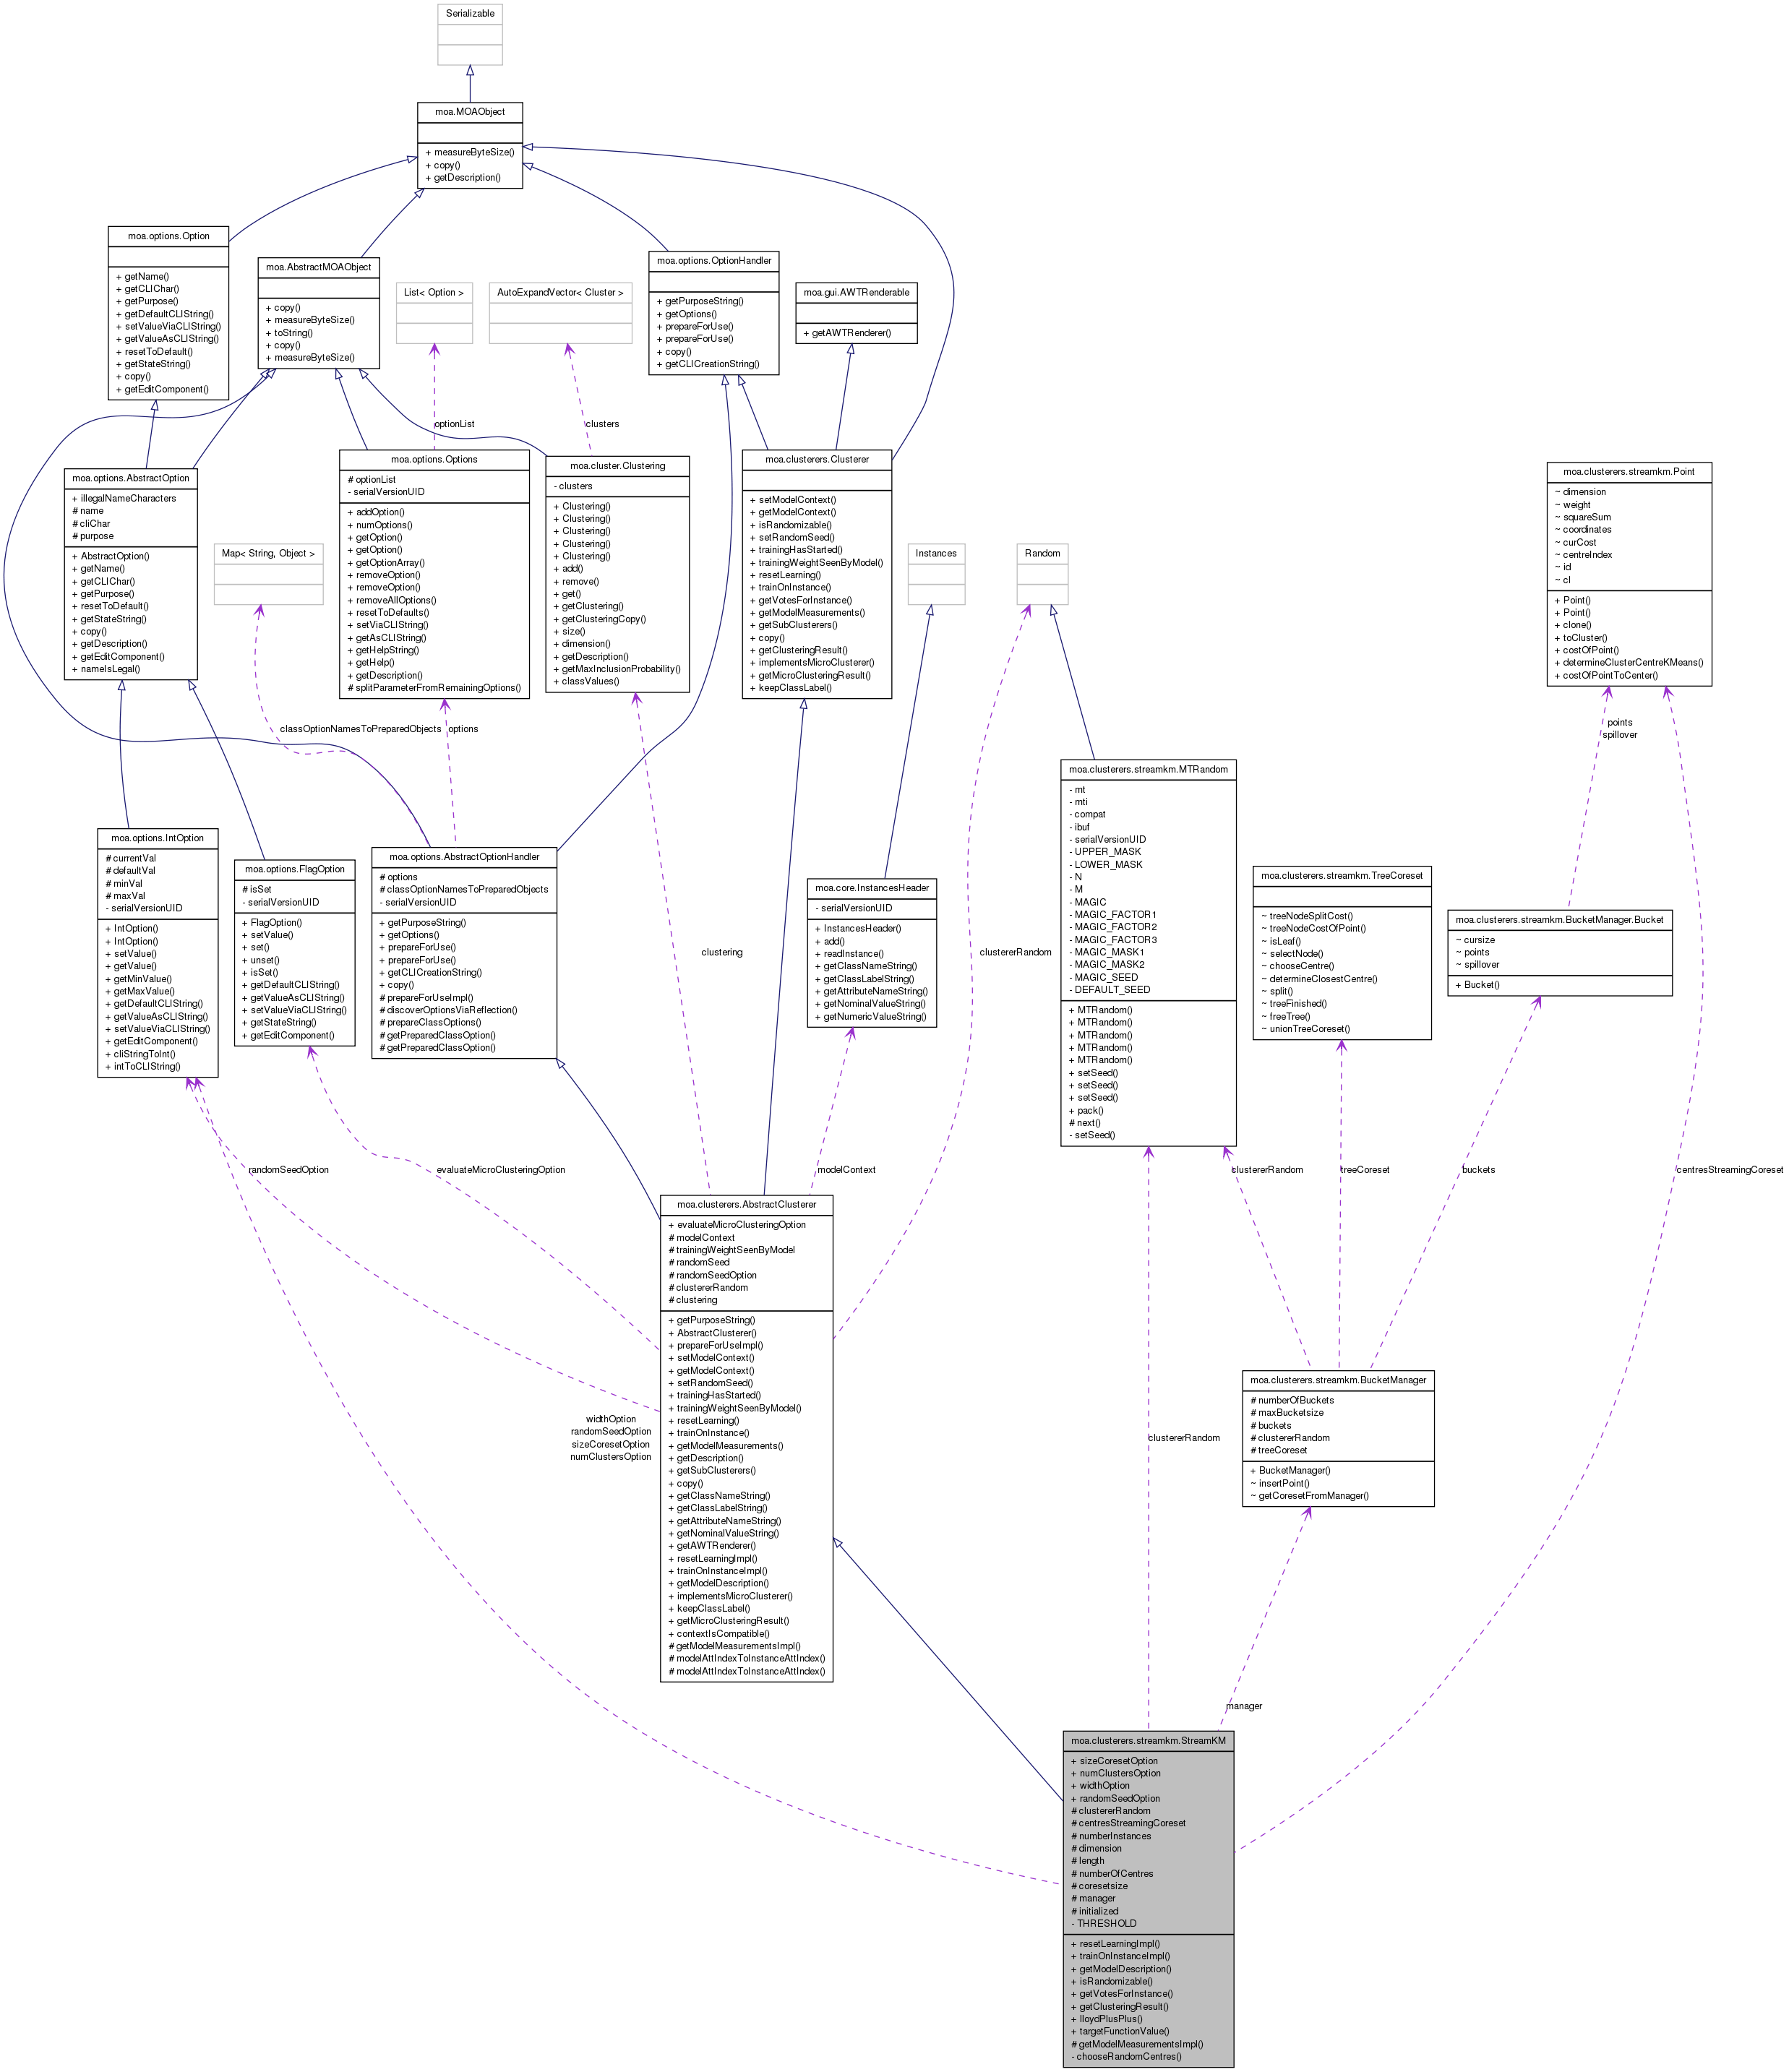 Serializable
moa.MOAObject
+ measureByteSize()
+ copy()
+ getDescription()
moa.options.Option
+ getName()
+ getCLIChar()
+ getPurpose()
+ getDefaultCLIString()
+ setValueViaCLIString()
+ getValueAsCLIString()
+ resetToDefault()
+ getStateString()
+ copy()
+ getEditComponent()
moa.AbstractMOAObject
+ copy()
+ measureByteSize()
+ toString()
+ copy()
+ measureByteSize()
List< Option >
AutoExpandVector< Cluster >
moa.options.OptionHandler
+ getPurposeString()
+ getOptions()
+ prepareForUse()
+ prepareForUse()
+ copy()
+ getCLICreationString()
moa.gui.AWTRenderable
+ getAWTRenderer()
optionList
clusters
moa.options.AbstractOption
+ illegalNameCharacters
# name
# cliChar
# purpose
+ AbstractOption()
+ getName()
+ getCLIChar()
+ getPurpose()
+ resetToDefault()
+ getStateString()
+ copy()
+ getDescription()
+ getEditComponent()
+ nameIsLegal()
Map< String, Object >
moa.options.Options
# optionList
- serialVersionUID
+ addOption()
+ numOptions()
+ getOption()
+ getOption()
+ getOptionArray()
+ removeOption()
+ removeOption()
+ removeAllOptions()
+ resetToDefaults()
+ setViaCLIString()
+ getAsCLIString()
+ getHelpString()
+ getHelp()
+ getDescription()
# splitParameterFromRemainingOptions()
moa.cluster.Clustering
- clusters
+ Clustering()
+ Clustering()
+ Clustering()
+ Clustering()
+ Clustering()
+ add()
+ remove()
+ get()
+ getClustering()
+ getClusteringCopy()
+ size()
+ dimension()
+ getDescription()
+ getMaxInclusionProbability()
+ classValues()
moa.clusterers.Clusterer
+ setModelContext()
+ getModelContext()
+ isRandomizable()
+ setRandomSeed()
+ trainingHasStarted()
+ trainingWeightSeenByModel()
+ resetLearning()
+ trainOnInstance()
+ getVotesForInstance()
+ getModelMeasurements()
+ getSubClusterers()
+ copy()
+ getClusteringResult()
+ implementsMicroClusterer()
+ getMicroClusteringResult()
+ keepClassLabel()
Instances
Random
moa.clusterers.streamkm.Point
~ dimension
~ weight
~ squareSum
~ coordinates
~ curCost
~ centreIndex
~ id
~ cl
+ Point()
+ Point()
+ clone()
+ toCluster()
+ costOfPoint()
+ determineClusterCentreKMeans()
+ costOfPointToCenter()
classOptionNamesToPreparedObjects
options
points
spillover
moa.options.IntOption
# currentVal
# defaultVal
# minVal
# maxVal
- serialVersionUID
+ IntOption()
+ IntOption()
+ setValue()
+ getValue()
+ getMinValue()
+ getMaxValue()
+ getDefaultCLIString()
+ getValueAsCLIString()
+ setValueViaCLIString()
+ getEditComponent()
+ cliStringToInt()
+ intToCLIString()
moa.options.FlagOption
# isSet
- serialVersionUID
+ FlagOption()
+ setValue()
+ set()
+ unset()
+ isSet()
+ getDefaultCLIString()
+ getValueAsCLIString()
+ setValueViaCLIString()
+ getStateString()
+ getEditComponent()
moa.options.AbstractOptionHandler
# options
# classOptionNamesToPreparedObjects
- serialVersionUID
+ getPurposeString()
+ getOptions()
+ prepareForUse()
+ prepareForUse()
+ getCLICreationString()
+ copy()
# prepareForUseImpl()
# discoverOptionsViaReflection()
# prepareClassOptions()
# getPreparedClassOption()
# getPreparedClassOption()
clustering
moa.core.InstancesHeader
- serialVersionUID
+ InstancesHeader()
+ add()
+ readInstance()
+ getClassNameString()
+ getClassLabelString()
+ getAttributeNameString()
+ getNominalValueString()
+ getNumericValueString()
clustererRandom
moa.clusterers.streamkm.MTRandom
- mt
- mti
- compat
- ibuf
- serialVersionUID
- UPPER_MASK
- LOWER_MASK
- N
- M
- MAGIC
- MAGIC_FACTOR1
- MAGIC_FACTOR2
- MAGIC_FACTOR3
- MAGIC_MASK1
- MAGIC_MASK2
- MAGIC_SEED
- DEFAULT_SEED
+ MTRandom()
+ MTRandom()
+ MTRandom()
+ MTRandom()
+ MTRandom()
+ setSeed()
+ setSeed()
+ setSeed()
+ pack()
# next()
- setSeed()
moa.clusterers.streamkm.TreeCoreset
~ treeNodeSplitCost()
~ treeNodeCostOfPoint()
~ isLeaf()
~ selectNode()
~ chooseCentre()
~ determineClosestCentre()
~ split()
~ treeFinished()
~ freeTree()
~ unionTreeCoreset()
moa.clusterers.streamkm.BucketManager.Bucket
~ cursize
~ points
~ spillover
+ Bucket()
randomSeedOption
evaluateMicroClusteringOption
modelContext
clustererRandom
treeCoreset
buckets
centresStreamingCoreset
moa.clusterers.AbstractClusterer
+ evaluateMicroClusteringOption
# modelContext
# trainingWeightSeenByModel
# randomSeed
# randomSeedOption
# clustererRandom
# clustering
+ getPurposeString()
+ AbstractClusterer()
+ prepareForUseImpl()
+ setModelContext()
+ getModelContext()
+ setRandomSeed()
+ trainingHasStarted()
+ trainingWeightSeenByModel()
+ resetLearning()
+ trainOnInstance()
+ getModelMeasurements()
+ getDescription()
+ getSubClusterers()
+ copy()
+ getClassNameString()
+ getClassLabelString()
+ getAttributeNameString()
+ getNominalValueString()
+ getAWTRenderer()
+ resetLearningImpl()
+ trainOnInstanceImpl()
+ getModelDescription()
+ implementsMicroClusterer()
+ keepClassLabel()
+ getMicroClusteringResult()
+ contextIsCompatible()
# getModelMeasurementsImpl()
# modelAttIndexToInstanceAttIndex()
# modelAttIndexToInstanceAttIndex()
widthOption
randomSeedOption
sizeCoresetOption
numClustersOption
clustererRandom
moa.clusterers.streamkm.BucketManager
# numberOfBuckets
# maxBucketsize
# buckets
# clustererRandom
# treeCoreset
+ BucketManager()
~ insertPoint()
~ getCoresetFromManager()
manager
moa.clusterers.streamkm.StreamKM
+ sizeCoresetOption
+ numClustersOption
+ widthOption
+ randomSeedOption
# clustererRandom
# centresStreamingCoreset
# numberInstances
# dimension
# length
# numberOfCentres
# coresetsize
# manager
# initialized
- THRESHOLD
+ resetLearningImpl()
+ trainOnInstanceImpl()
+ getModelDescription()
+ isRandomizable()
+ getVotesForInstance()
+ getClusteringResult()
+ lloydPlusPlus()
+ targetFunctionValue()
# getModelMeasurementsImpl()
- chooseRandomCentres()